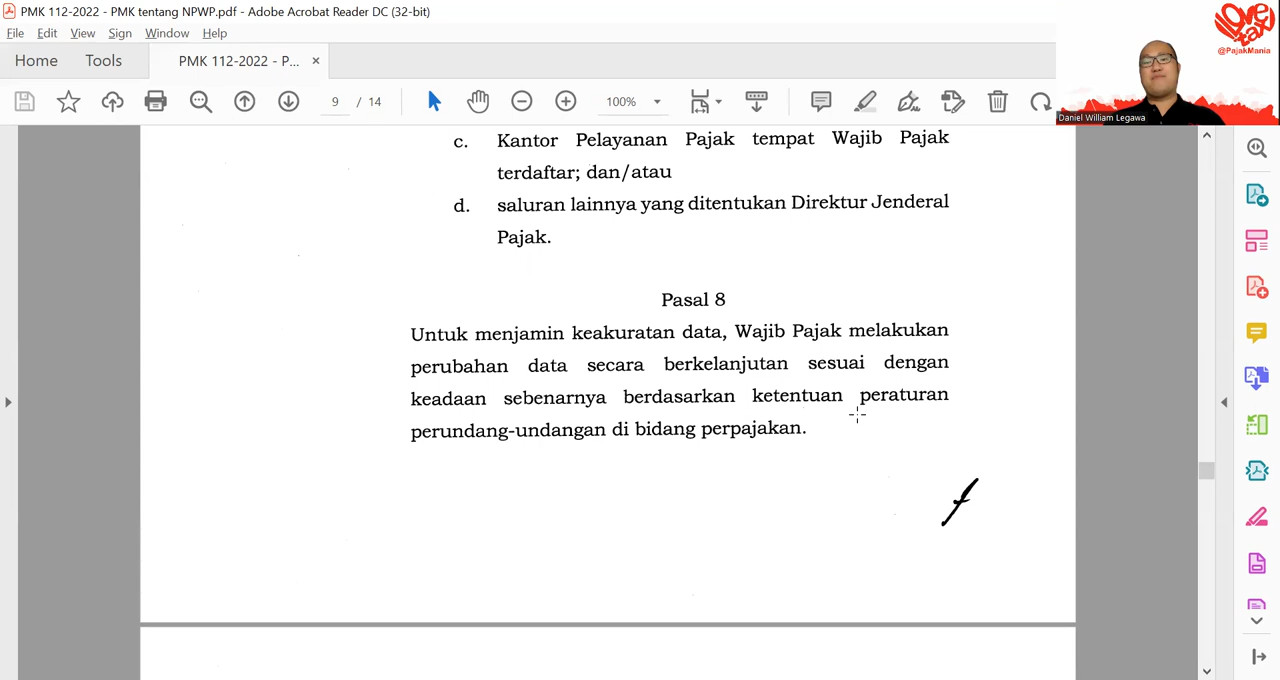 PMK 112-2022 - PMK tentang NPWP.pdf - Adobe Acrobat Reader DC (32-bit)
File Edit View Sign Window Help
Home Tools PMK 112-2022 - P... ×
9 / 14 100%
I love tax
@PajakMania
Daniel William Legawa
c. Kantor Pelayanan Pajak tempat Wajib Pajak
terdaftar; dan/atau
d. saluran lainnya yang ditentukan Direktur Jenderal
Pajak.
Pasal 8
Untuk menjamin keakuratan data, Wajib Pajak melakukan
perubahan data secara berkelanjutan sesuai dengan
keadaan sebenarnya berdasarkan ketentuan peraturan
perundang-undangan di bidang perpajakan.